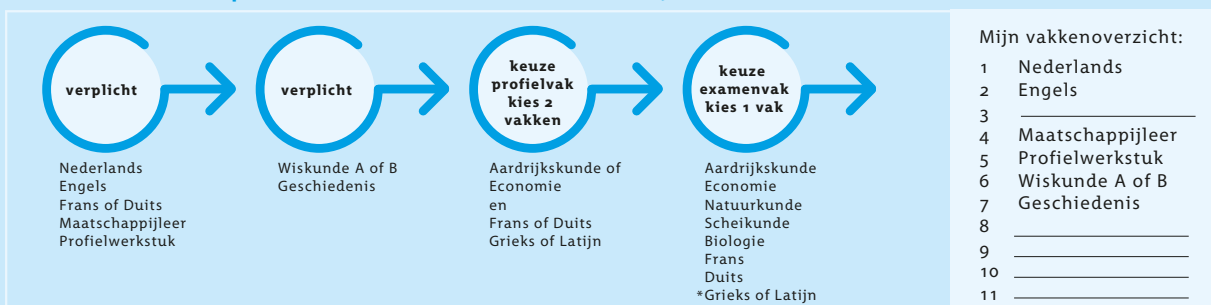 verplicht
Nederlands
Engels
Frans of Duits
Maatschappijleer
Profielwerkstuk
verplicht
Wiskunde A of B
Geschiedenis
keuze
profielvak
kies 2
vakken
Aardrijkskunde of
Economie
en
Frans of Duits
Grieks of Latijn
keuze
examenvak
kies 1 vak
Aardrijkskunde
Economie
Natuurkunde
Scheikunde
Biologie
Frans
Duits
*Grieks of Latijn
Mijn vakkenoverzicht:
1 Nederlands
2 Engels
3
4 Maatschappijleer
5 Profielwerkstuk
6 Wiskunde A of B
7 Geschiedenis
8
9
10
11